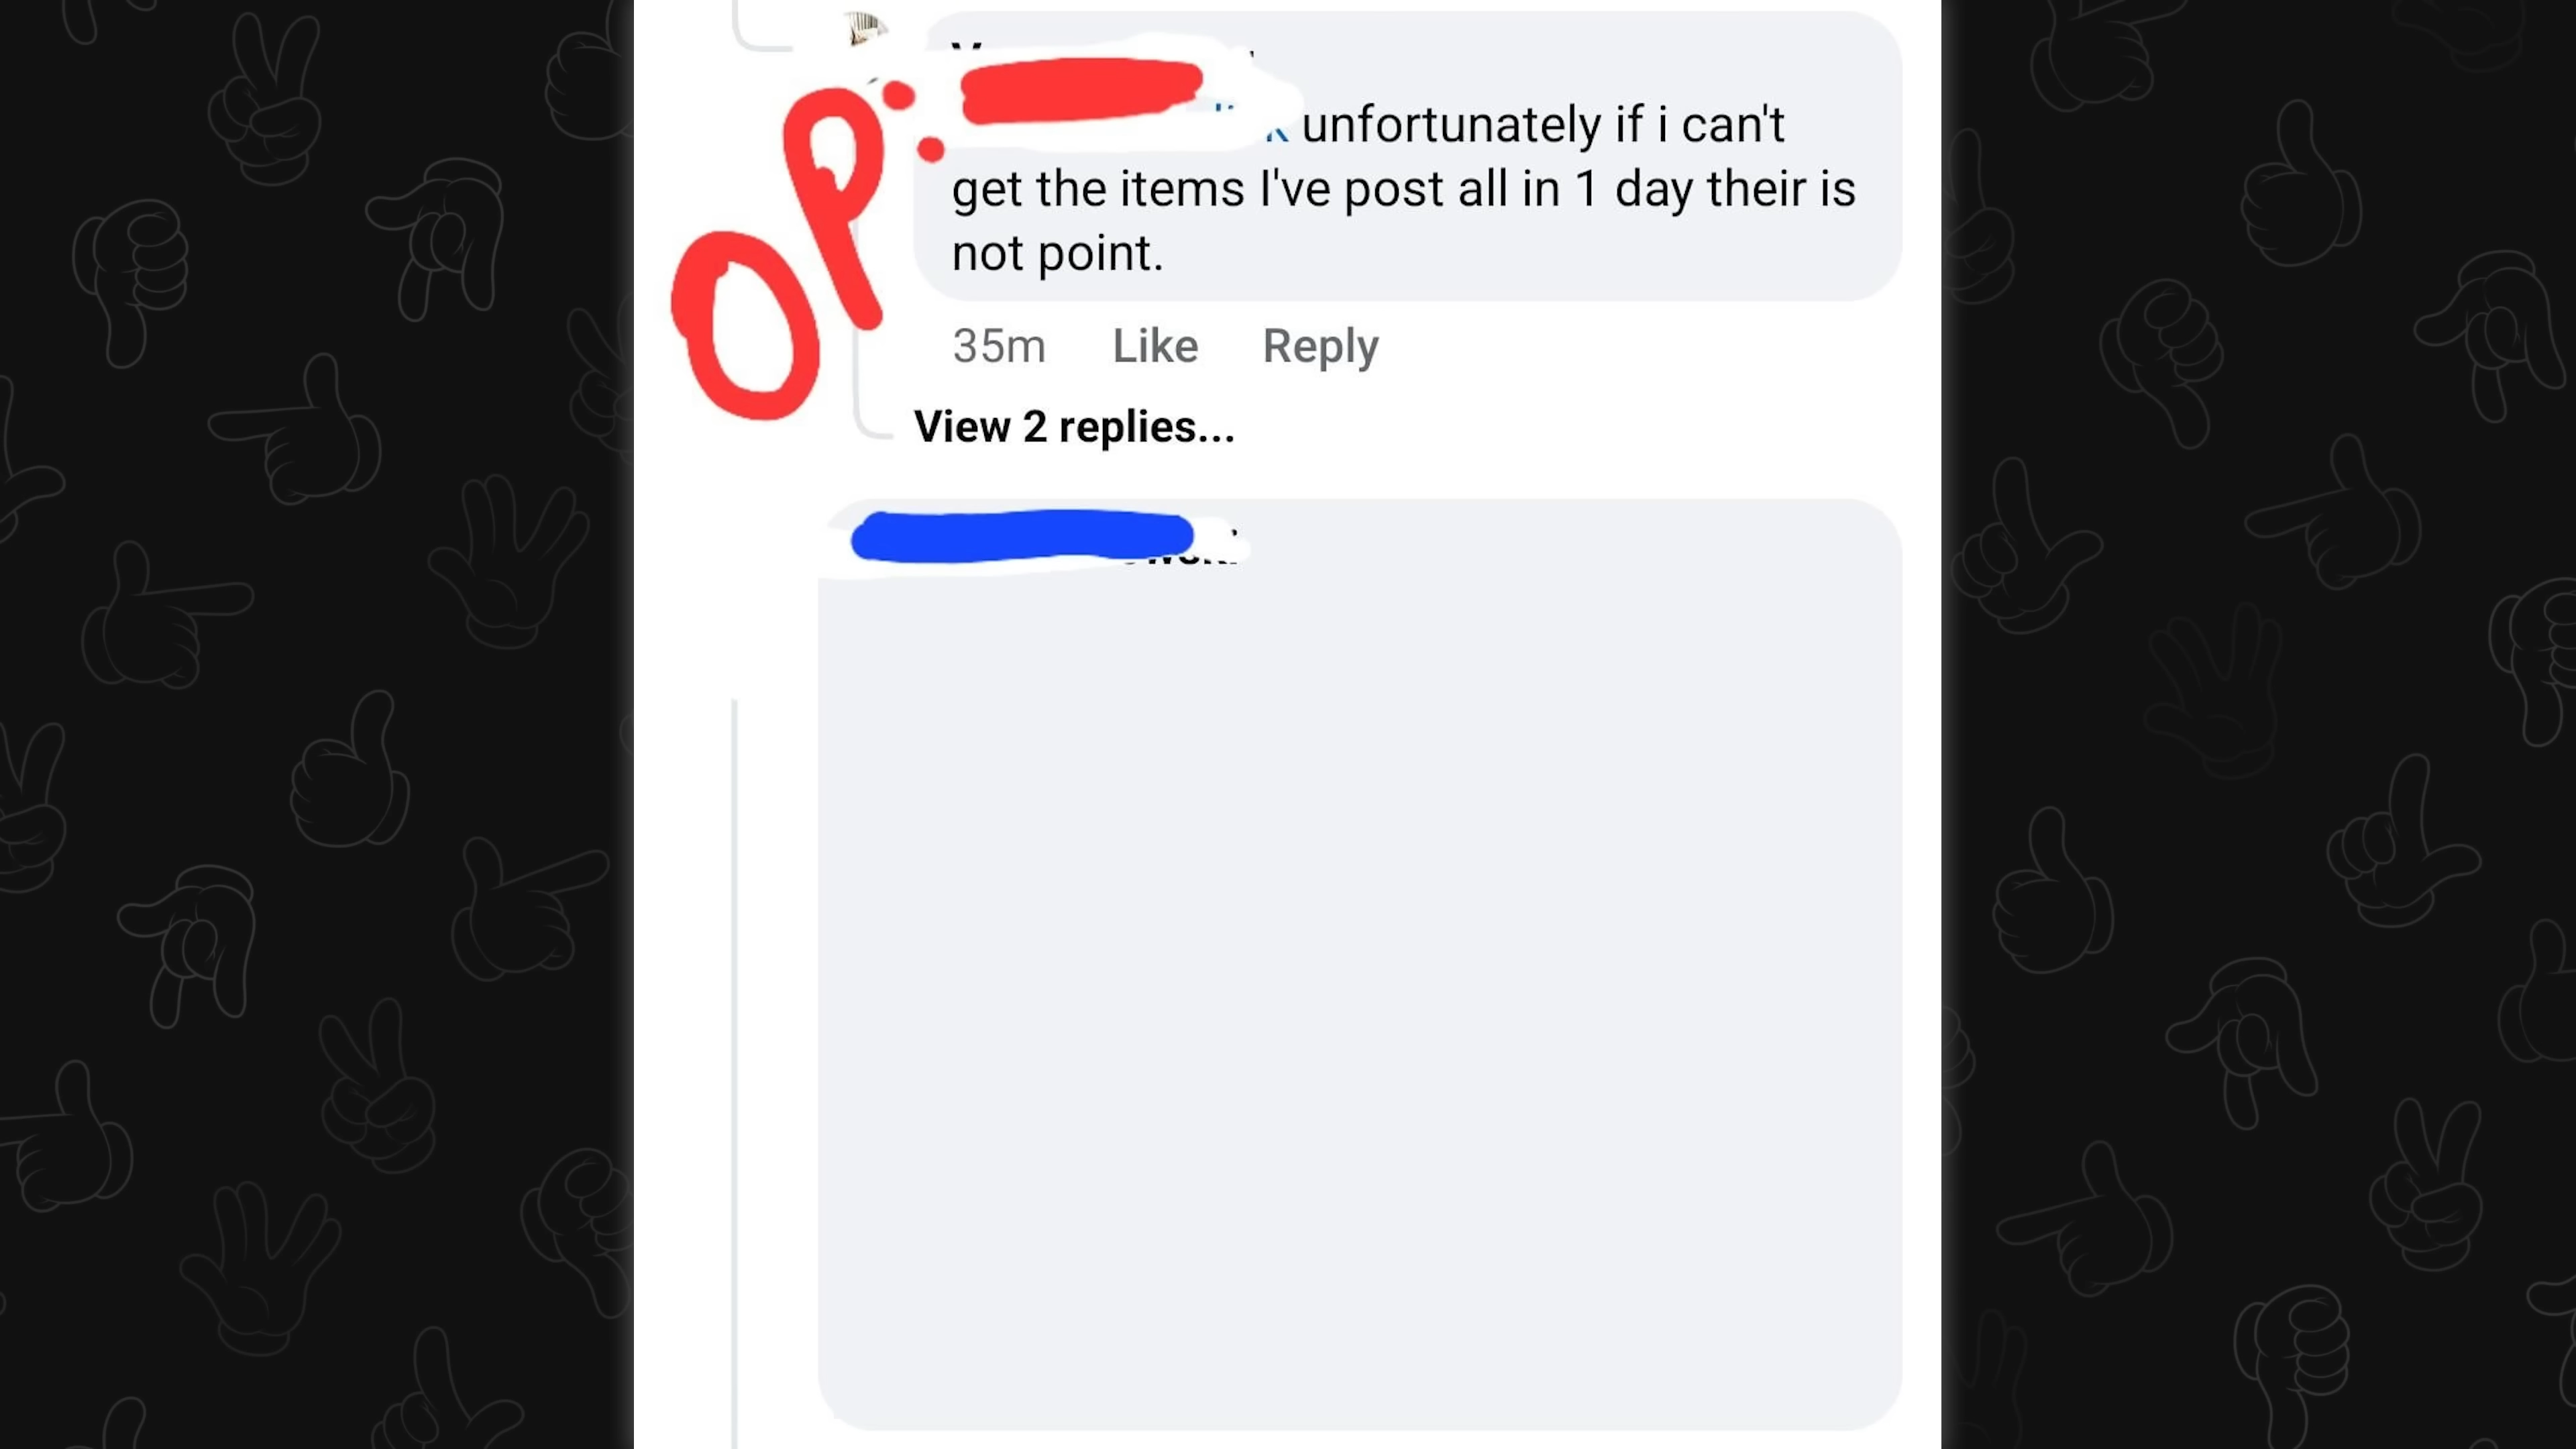 OP:
unfortunately if i can't
get the items I've post all in 1 day their is
not point.
35m Like Reply
View 2 replies...